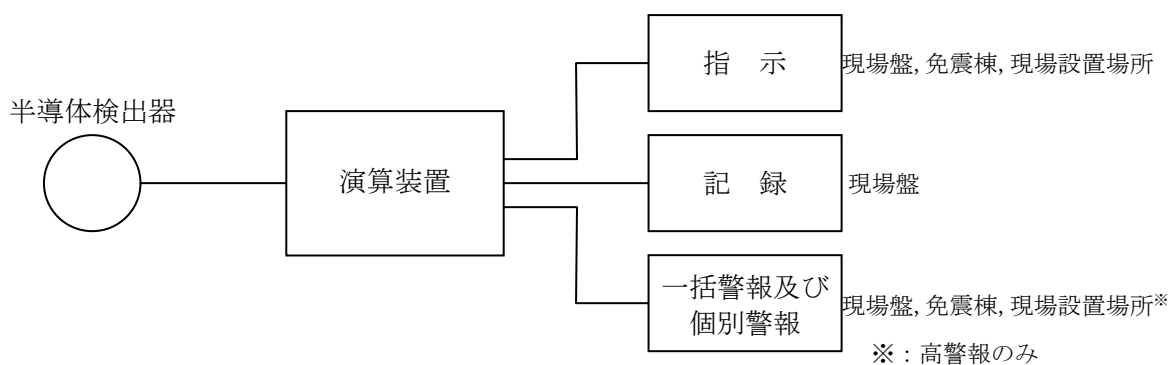 指　示
現場盤, 免震棟, 現場設置場所
半導体検出器
演算装置
記　録
現場盤
一括警報及び
個別警報
現場盤, 免震棟, 現場設置場所※
※：高警報のみ